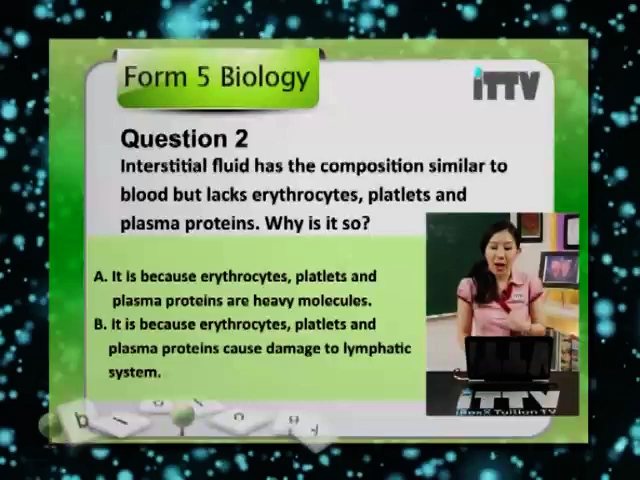 Form 5 Biology
iTTV
Question 2
Interstitial fluid has the composition similar to
blood but lacks erythrocytes, platlets and
plasma proteins. Why is it so?
A. It is because erythrocytes, platlets and
plasma proteins are heavy molecules.
B. It is because erythrocytes, platlets and
plasma proteins cause damage to lymphatic
system.
iTTV